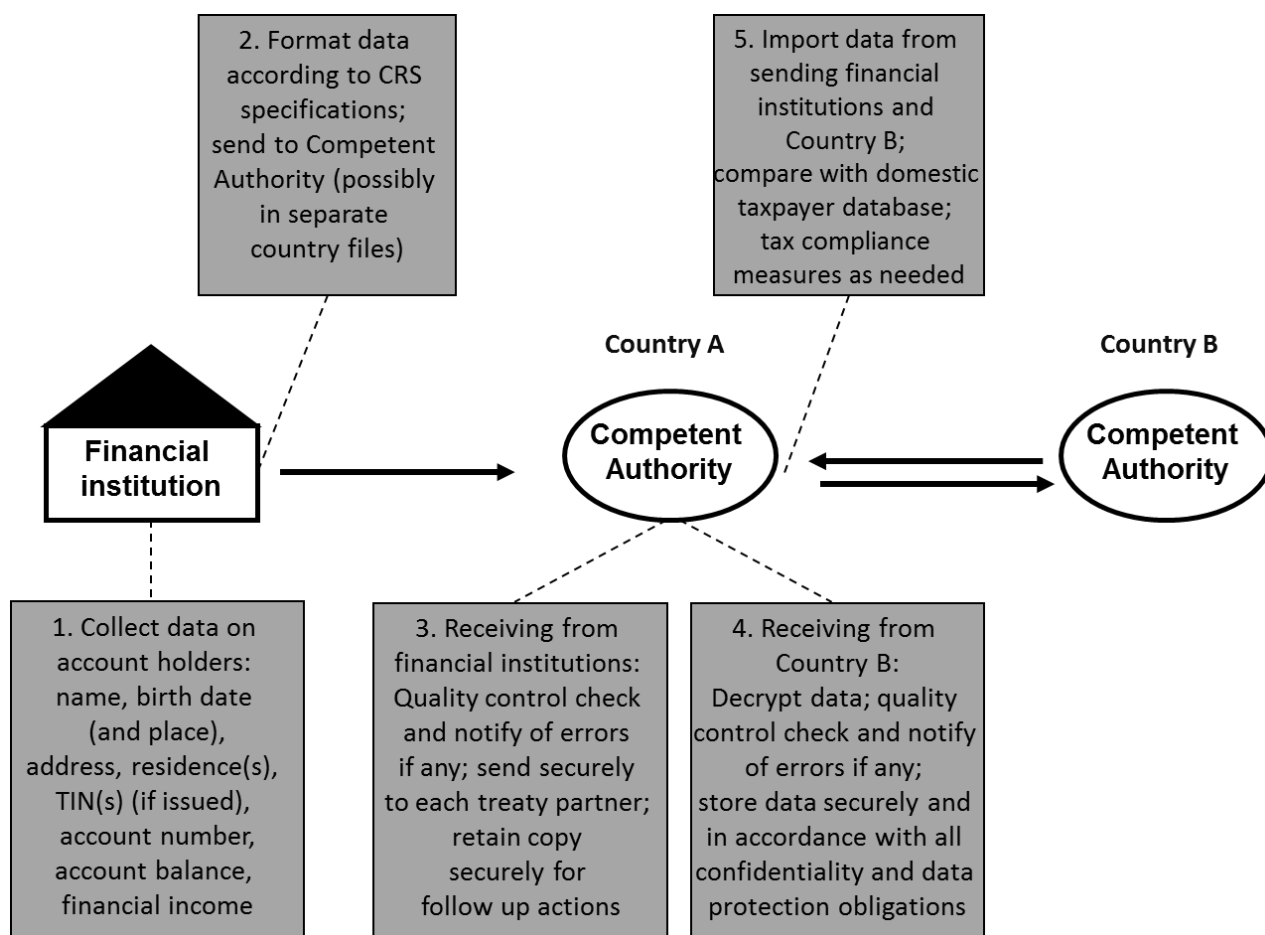 2. Format data
according to CRS
specifications;
send to Competent
Authority (possibly
in separate
country files)
5. Import data from
sending financial
institutions and
Country B;
compare with domestic
taxpayer database;
tax compliance
measures as needed
Country A
Country B
Financial
institution
Competent
Authority
Competent
Authority
1. Collect data on
account holders:
name, birth date
(and place),
address, residence(s),
TIN(s) (if issued),
account number,
account balance,
financial income
3. Receiving from
financial institutions:
Quality control check
and notify of errors
if any; send securely
to each treaty partner;
retain copy
securely for
follow up actions
4. Receiving from
Country B:
Decrypt data; quality
control check and notify
of errors if any;
store data securely and
in accordance with all
confidentiality and data
protection obligations